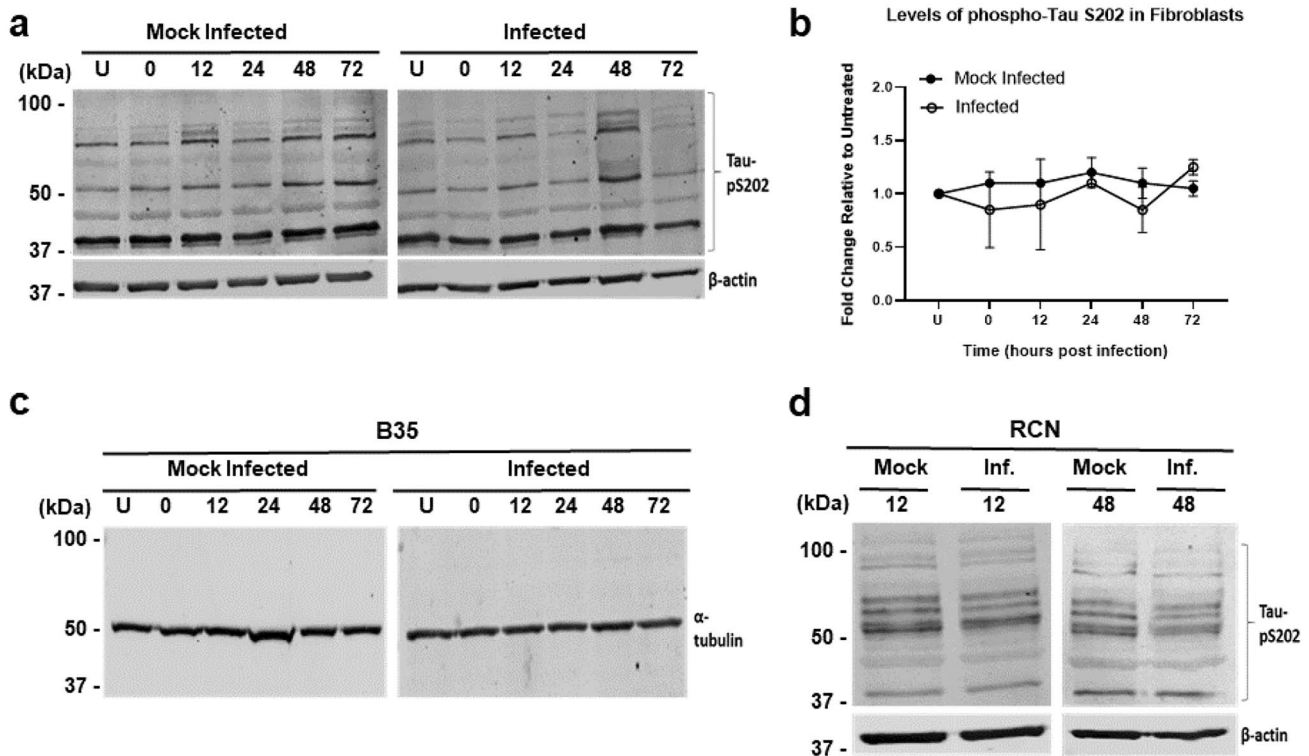 a
Mock Infected Infected
(kDa) U 0 12 24 48 72 U 0 12 24 48 72
100 -
50 -
37 -
Tau-
pS202
37 -
β-actin
b
Levels of phospho-Tau S202 in Fibroblasts
Mock Infected
Infected
Fold Change Relative to Untreated
2.0
1.5
1.0
0.5
0.0
U 0 12 24 48 72
Time (hours post infection)
c
B35
Mock Infected Infected
(kDa) U 0 12 24 48 72 U 0 12 24 48 72
100 -
50 -
37 -
α-
tubulin
d
RCN
Mock Inf. Mock Inf.
(kDa) 12 12 48 48
100 -
50 -
37 -
Tau-
pS202
37 -
β-actin